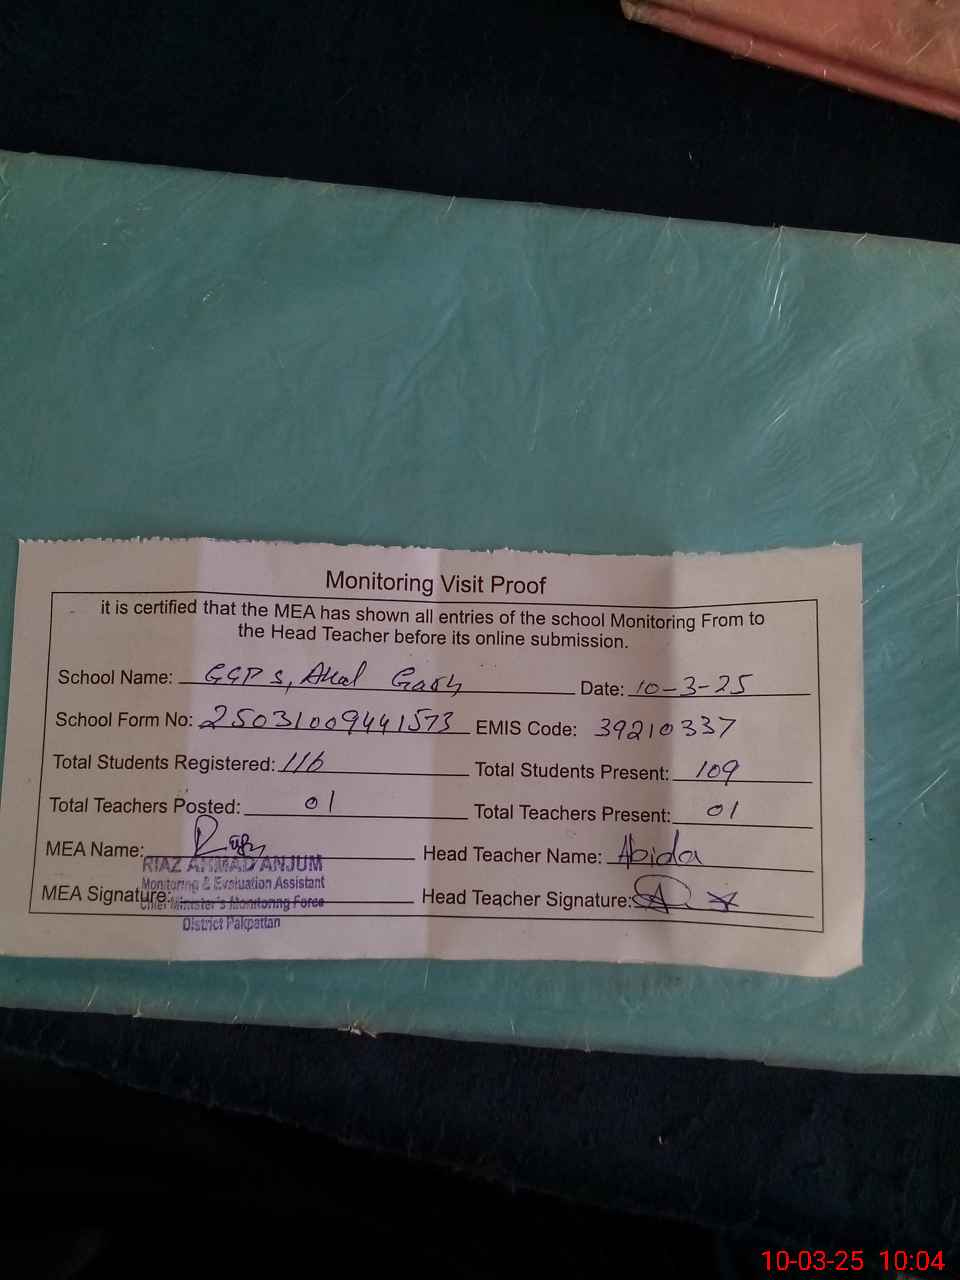 Monitoring Visit Proof
it is certified that the MEA has shown all entries of the school Monitoring From to
the Head Teacher before its online submission.
School Name: GGPS, Akal Garh Date: 10-3-25
School Form No: 25031009441573 EMIS Code: 39210337
Total Students Registered: 116 Total Students Present: 109
Total Teachers Posted: 01 Total Teachers Present: 01
MEA Name: Head Teacher Name: Abida
RIAZ AHMAD ANJUM
Monitoring & Evaluation Assistant
MEA Signature: Head Teacher Signature:
Chief Minister's Monitoring Force
District Pakpattan
10-03-25 10:04